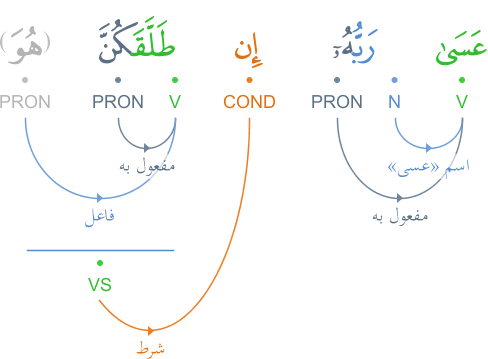 عَسَىٰ رَبُّهُۥٓ إِن طَلَّقَكُنَّ (هُوَ)
V N PRON COND V PRON PRON
مفعول به
اسم «عسى»
فاعل
مفعول به
VS
شرط